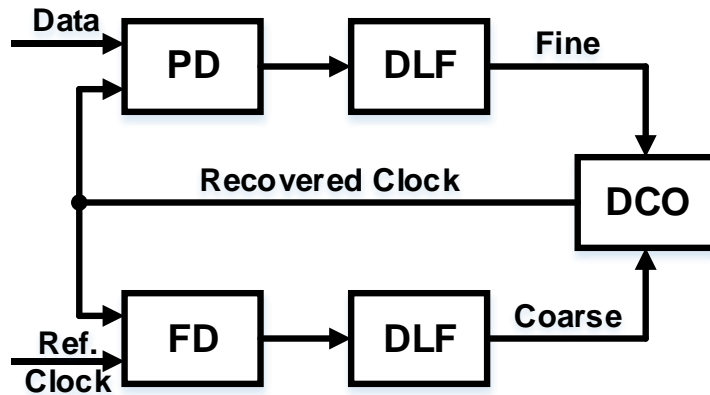 Data
PD
DLF
Fine
Recovered Clock
DCO
Ref.
Clock
FD
DLF
Coarse